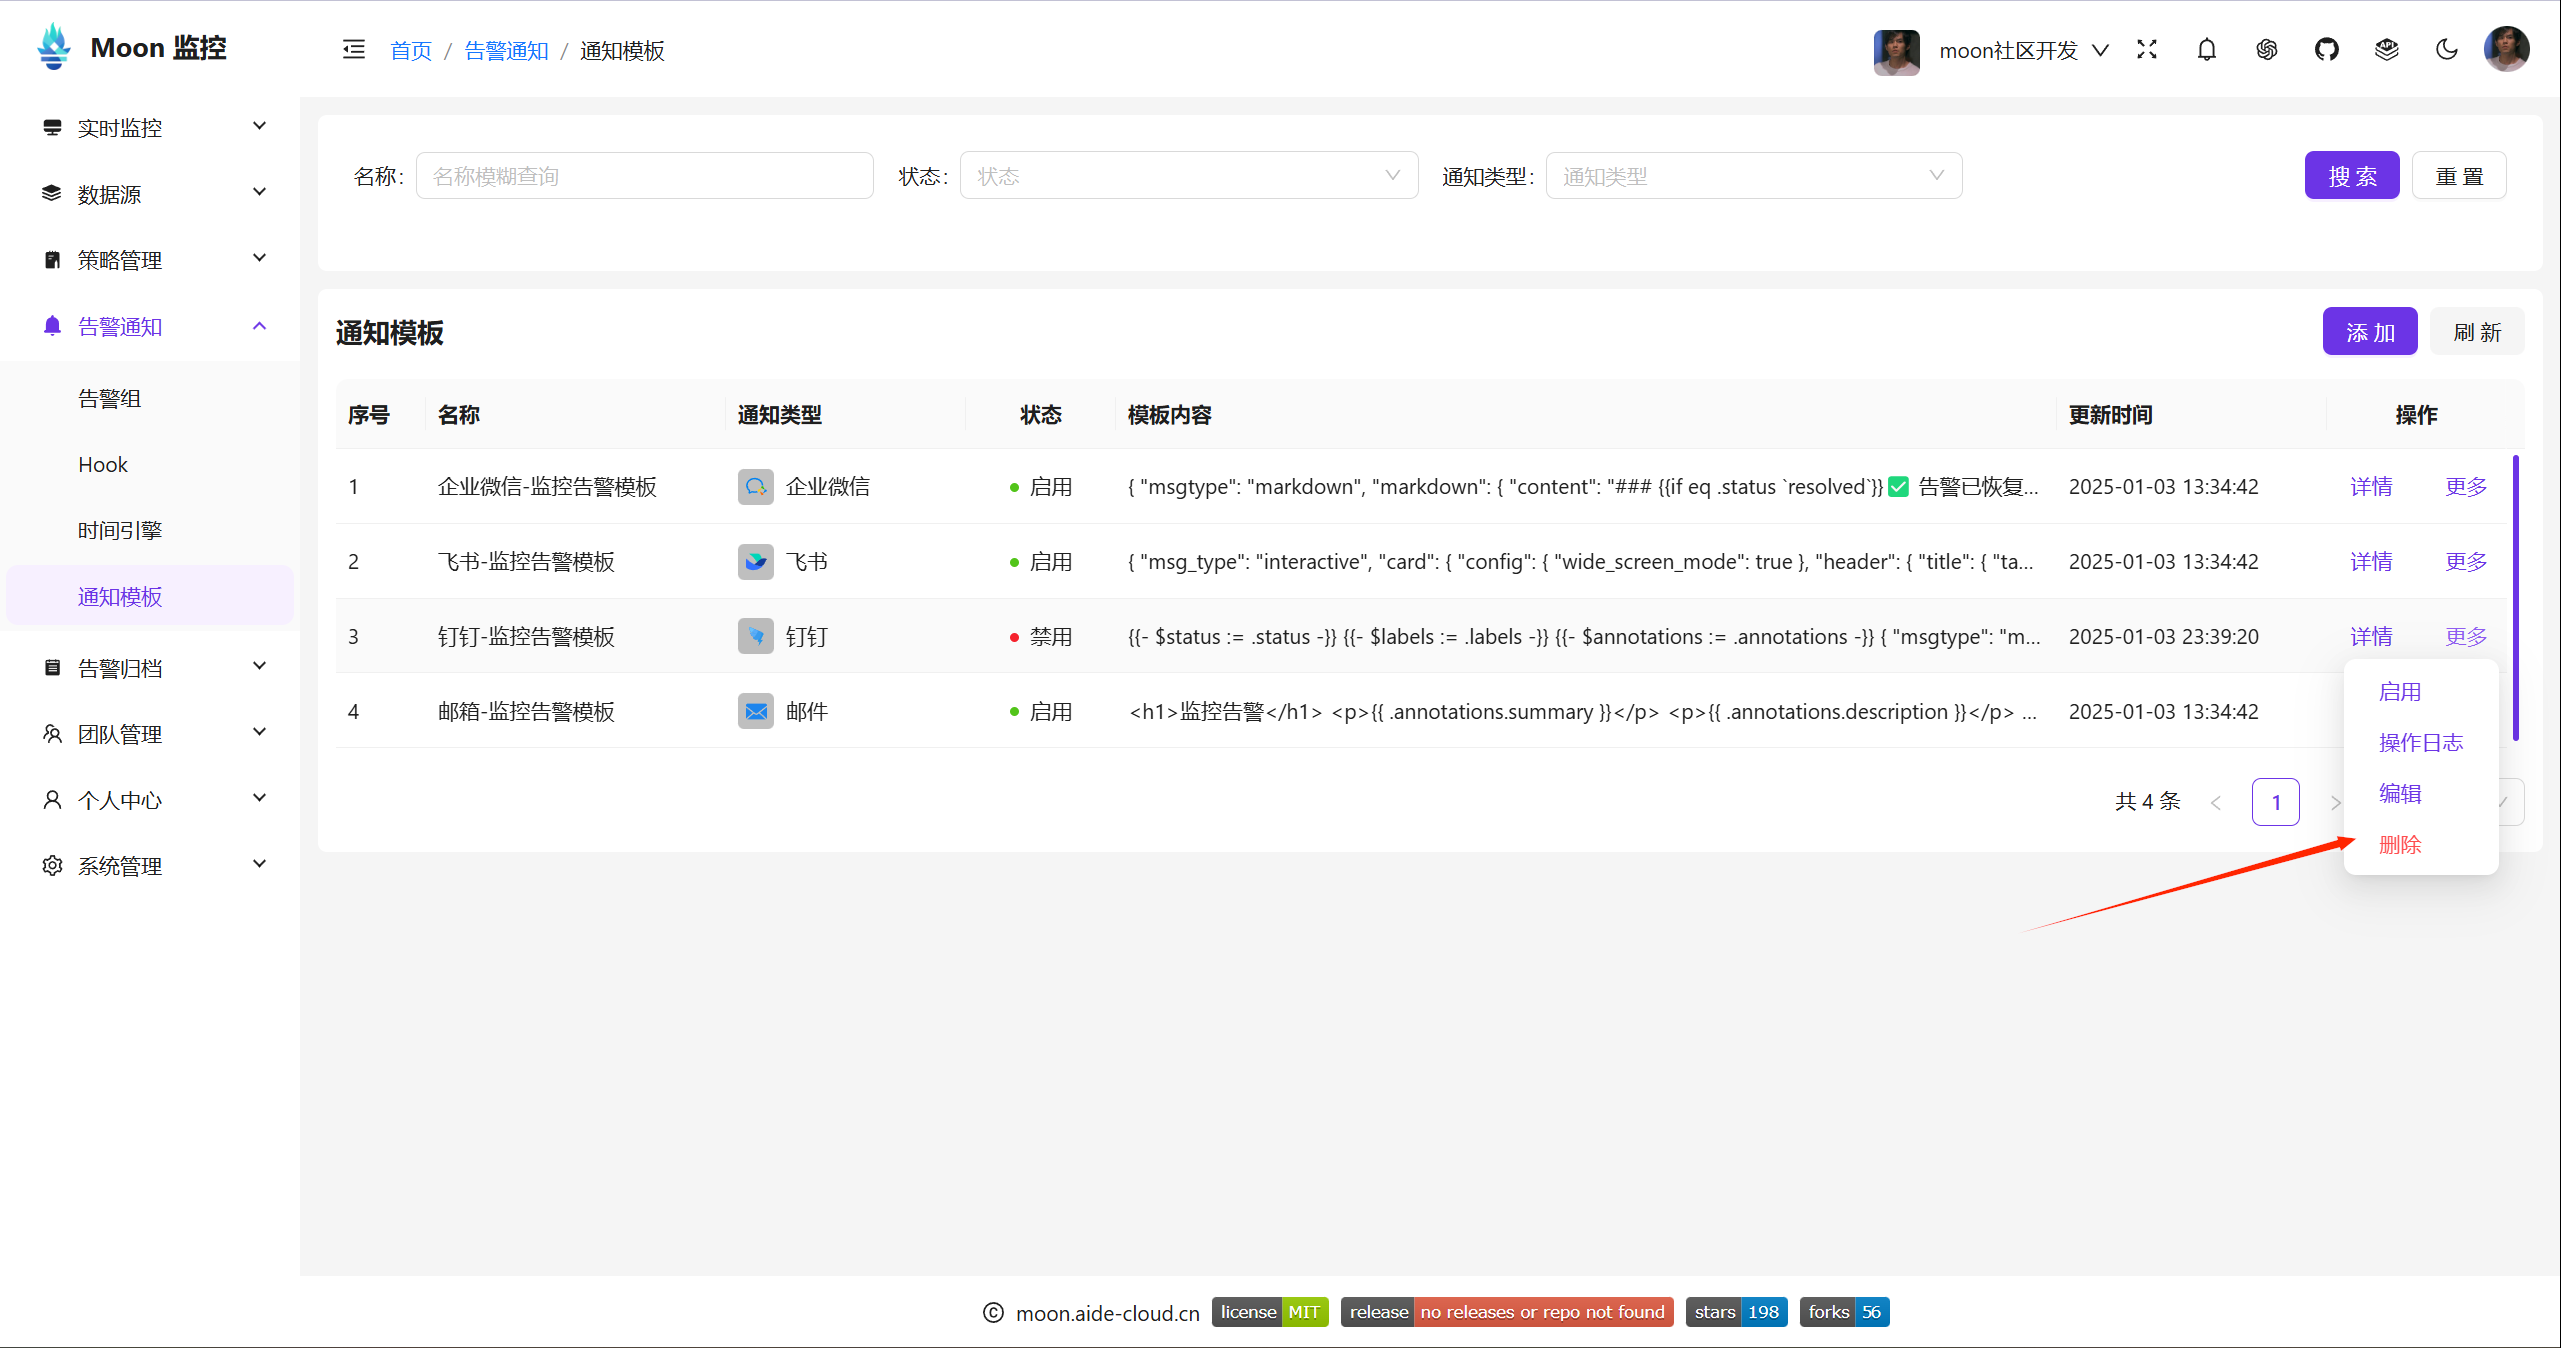 Moon 监控
首页 / 告警通知 / 通知模板
moon社区开发
实时监控
数据源
策略管理
告警通知
告警组
Hook
时间引擎
通知模板
告警归档
团队管理
个人中心
系统管理
名称: 名称模糊查询 状态: 状态 通知类型: 通知类型 搜 索 重 置
通知模板 添 加 刷 新
序号 名称 通知类型 状态 模板内容 更新时间 操作
1 企业微信-监控告警模板 企业微信 启用 { "msgtype": "markdown", "markdown": { "content": "### {{if eq .status `resolved`}}✅ 告警已恢复... 2025-01-03 13:34:42 详情 更多
2 飞书-监控告警模板 飞书 启用 { "msg_type": "interactive", "card": { "config": { "wide_screen_mode": true }, "header": { "title": { "ta... 2025-01-03 13:34:42 详情 更多
3 钉钉-监控告警模板 钉钉 禁用 {{- $status := .status -}} {{- $labels := .labels -}} {{- $annotations := .annotations -}} { "msgtype": "m... 2025-01-03 23:39:20 详情 更多
4 邮箱-监控告警模板 邮件 启用 <h1>监控告警</h1> <p>{{ .annotations.summary }}</p> <p>{{ .annotations.description }}</p> ... 2025-01-03 13:34:42
启用
操作日志
编辑
删除
共 4 条 < 1 >
© moon.aide-cloud.cn license MIT release no releases or repo not found stars 198 forks 56